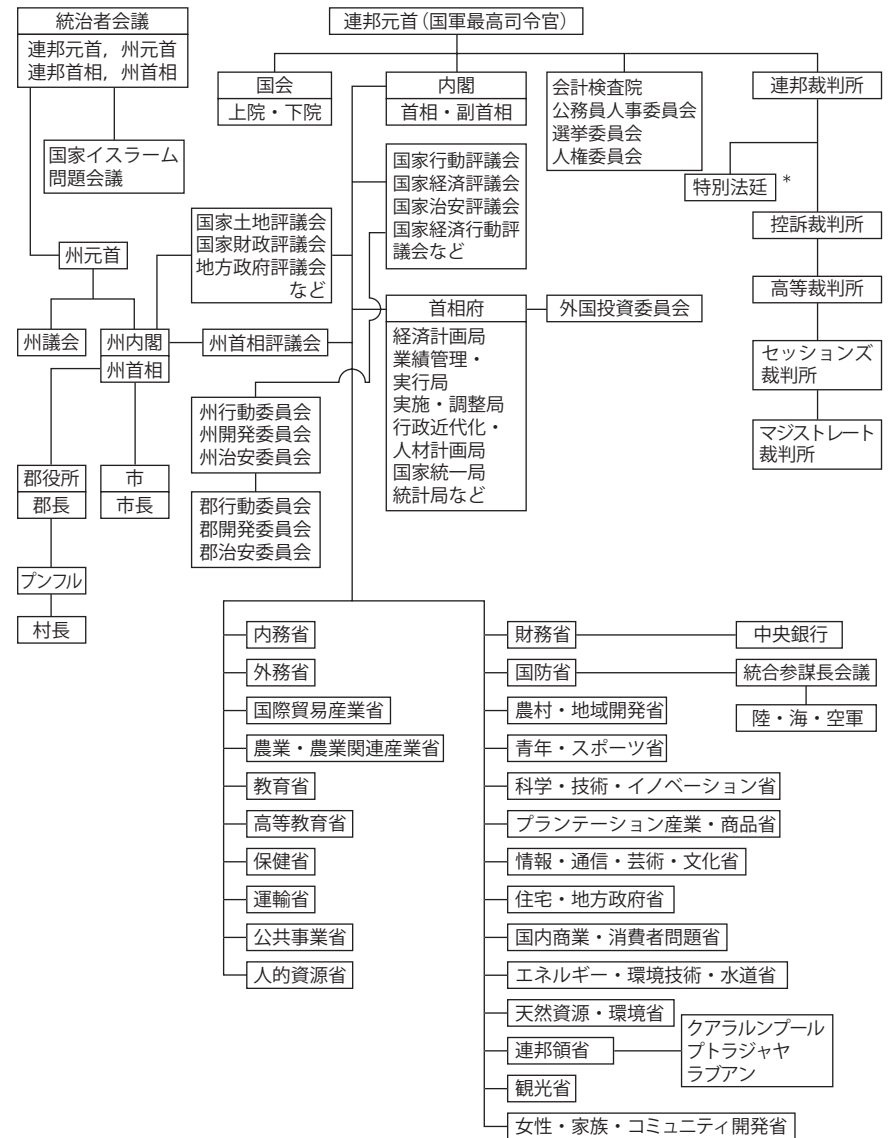 統治者会議
連邦元首，州元首
連邦首相，州首相
連邦元首（国軍最高司令官）
国会
上院・下院
内閣
首相・副首相
会計検査院
公務員人事委員会
選挙委員会
人権委員会
連邦裁判所
国家イスラーム
問題会議
国家行動評議会
国家経済評議会
国家治安評議会
国家経済行動評
議会など
特別法廷 *
国家土地評議会
国家財政評議会
地方政府評議会
など
控訴裁判所
州元首
高等裁判所
首相府
経済計画局
業績管理・
実行局
実施・調整局
行政近代化・
人材計画局
国家統一局
統計局など
外国投資委員会
州議会
州内閣
州首相
州首相評議会
セッションズ
裁判所
州行動委員会
州開発委員会
州治安委員会
マジストレート
裁判所
郡役所
郡長
市
市長
郡行動委員会
郡開発委員会
郡治安委員会
プンフル
村長
内務省
外務省
国際貿易産業省
農業・農業関連産業省
教育省
高等教育省
保健省
運輸省
公共事業省
人的資源省
財務省
中央銀行
国防省
統合参謀長会議
陸・海・空軍
農村・地域開発省
青年・スポーツ省
科学・技術・イノベーション省
プランテーション産業・商品省
情報・通信・芸術・文化省
住宅・地方政府省
国内商業・消費者問題省
エネルギー・環境技術・水道省
天然資源・環境省
連邦領省
クアラルンプール
プトラジャヤ
ラブアン
観光省
女性・家族・コミュニティ開発省